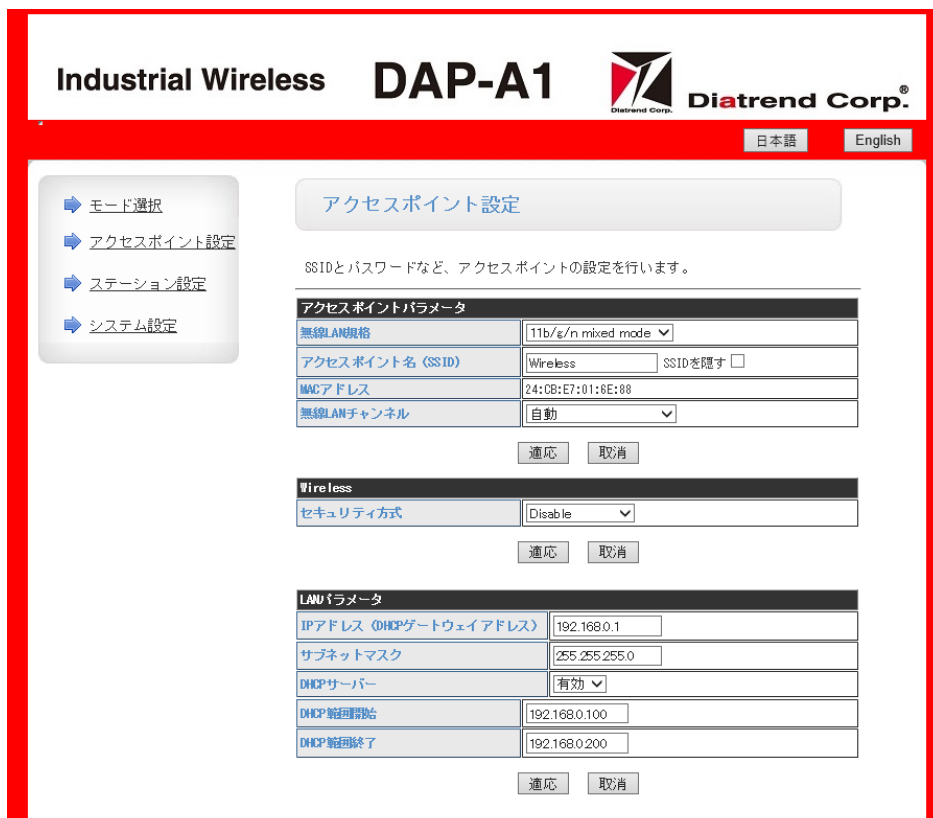 Industrial Wireless DAP-A1 Diatrend Corp. Diatrend Corp.®
日本語 English
モード選択
アクセスポイント設定
ステーション設定
システム設定
アクセスポイント設定
SSIDとパスワードなど、アクセスポイントの設定を行います。
アクセスポイントパラメータ
無線LAN規格 11b/g/n mixed mode
アクセスポイント名（SSID） Wireless SSIDを隠す
MACアドレス 24:CB:E7:01:6E:88
無線LANチャンネル 自動
適応 取消
Wireless
セキュリティ方式 Disable
適応 取消
LANパラメータ
IPアドレス（DHCPゲートウェイアドレス） 192.168.0.1
サブネットマスク 255.255.255.0
DHCPサーバー 有効
DHCP範囲開始 192.168.0.100
DHCP範囲終了 192.168.0.200
適応 取消